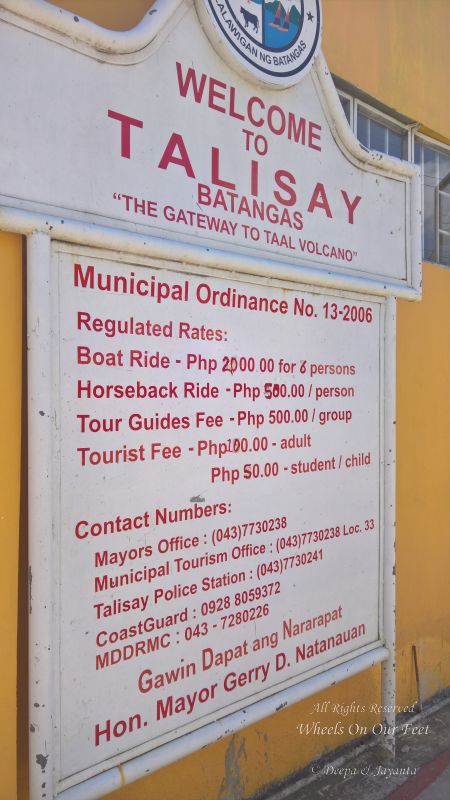 LALAWIGAN NG BATANGAS
WELCOME
TO
TALISAY
BATANGAS
“THE GATEWAY TO TAAL VOLCANO”
Municipal Ordinance No. 13-2006
Regulated Rates:
Boat Ride - Php 2000 00 for 6 persons
Horseback Ride - Php 500.00 / person
Tour Guides Fee - Php 500.00 / group
Tourist Fee - Php 100.00 - adult
Php 50.00 - student / child
Contact Numbers:
Mayors Office : (043)7730238
Municipal Tourism Office : (043)7730238 Loc. 33
Talisay Police Station : (043)7730241
CoastGuard : 0928 8059372
MDDRMC : 043 - 7280226
Gawin Dapat ang Nararapat
Hon. Mayor Gerry D. Natanauan
All Rights Reserved
Wheels On Our Feet
© Deepa & Jayanta